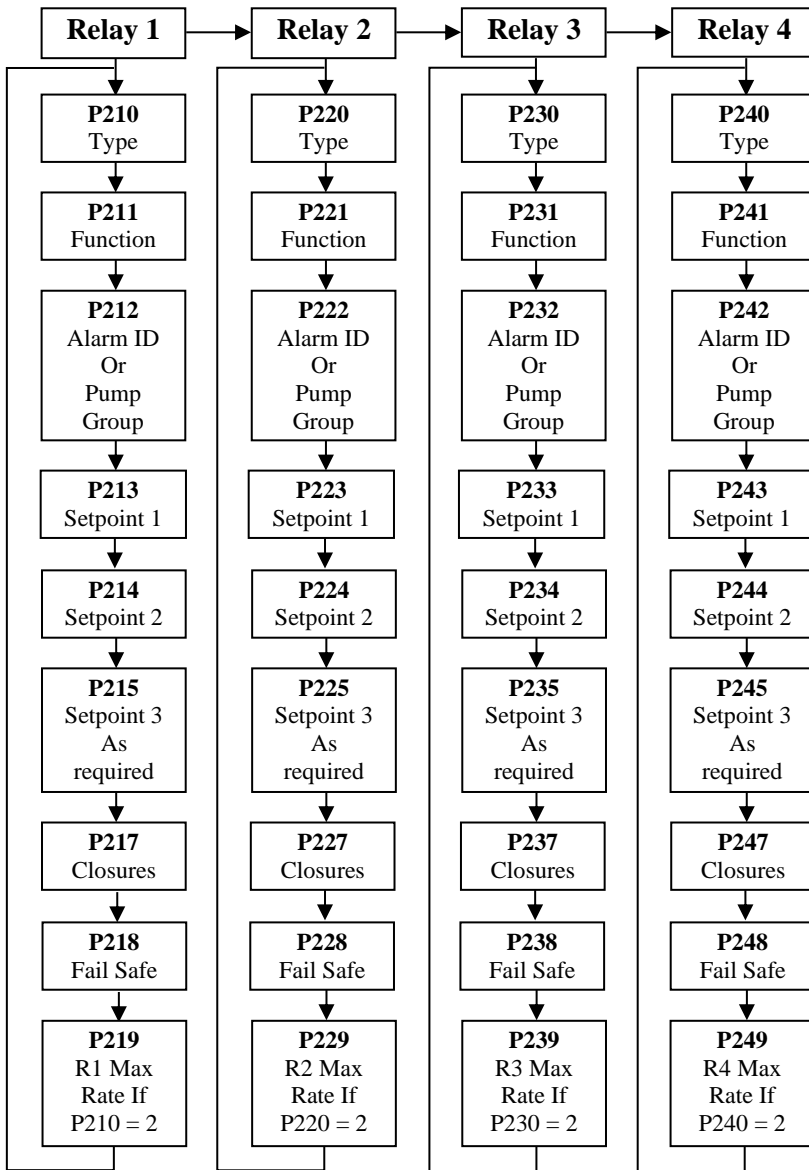 Relay 1
Relay 2
Relay 3
Relay 4
P210
Type
P211
Function
P212
Alarm ID
Or
Pump
Group
P213
Setpoint 1
P214
Setpoint 2
P215
Setpoint 3
As
required
P217
Closures
P218
Fail Safe
P219
R1 Max
Rate If
P210 = 2
P220
Type
P221
Function
P222
Alarm ID
Or
Pump
Group
P223
Setpoint 1
P224
Setpoint 2
P225
Setpoint 3
As
required
P227
Closures
P228
Fail Safe
P229
R2 Max
Rate If
P220 = 2
P230
Type
P231
Function
P232
Alarm ID
Or
Pump
Group
P233
Setpoint 1
P234
Setpoint 2
P235
Setpoint 3
As
required
P237
Closures
P238
Fail Safe
P239
R3 Max
Rate If
P230 = 2
P240
Type
P241
Function
P242
Alarm ID
Or
Pump
Group
P243
Setpoint 1
P244
Setpoint 2
P245
Setpoint 3
As
required
P247
Closures
P248
Fail Safe
P249
R4 Max
Rate If
P240 = 2